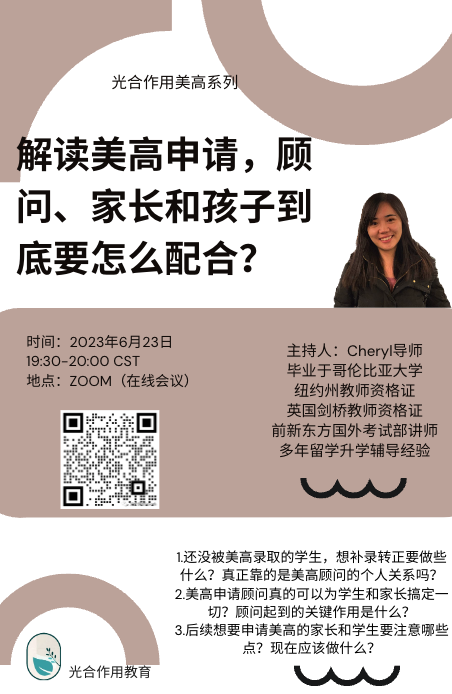 光合作用美高系列
解读美高申请，顾
问、家长和孩子到
底要怎么配合？
时间：2023年6月23日
19:30-20:00 CST
地点：ZOOM（在线会议）
主持人：Cheryl导师
毕业于哥伦比亚大学
纽约州教师资格证
英国剑桥教师资格证
前新东方国外考试部讲师
多年留学升学辅导经验
1.还没被美高录取的学生，想补录转正要做些
什么？真正靠的是美高顾问的个人关系吗？
2.美高申请顾问真的可以为学生和家长搞定一
切？顾问起到的关键作用是什么？
3.后续想要申请美高的家长和学生要注意哪些
点？现在应该做什么？
光合作用教育